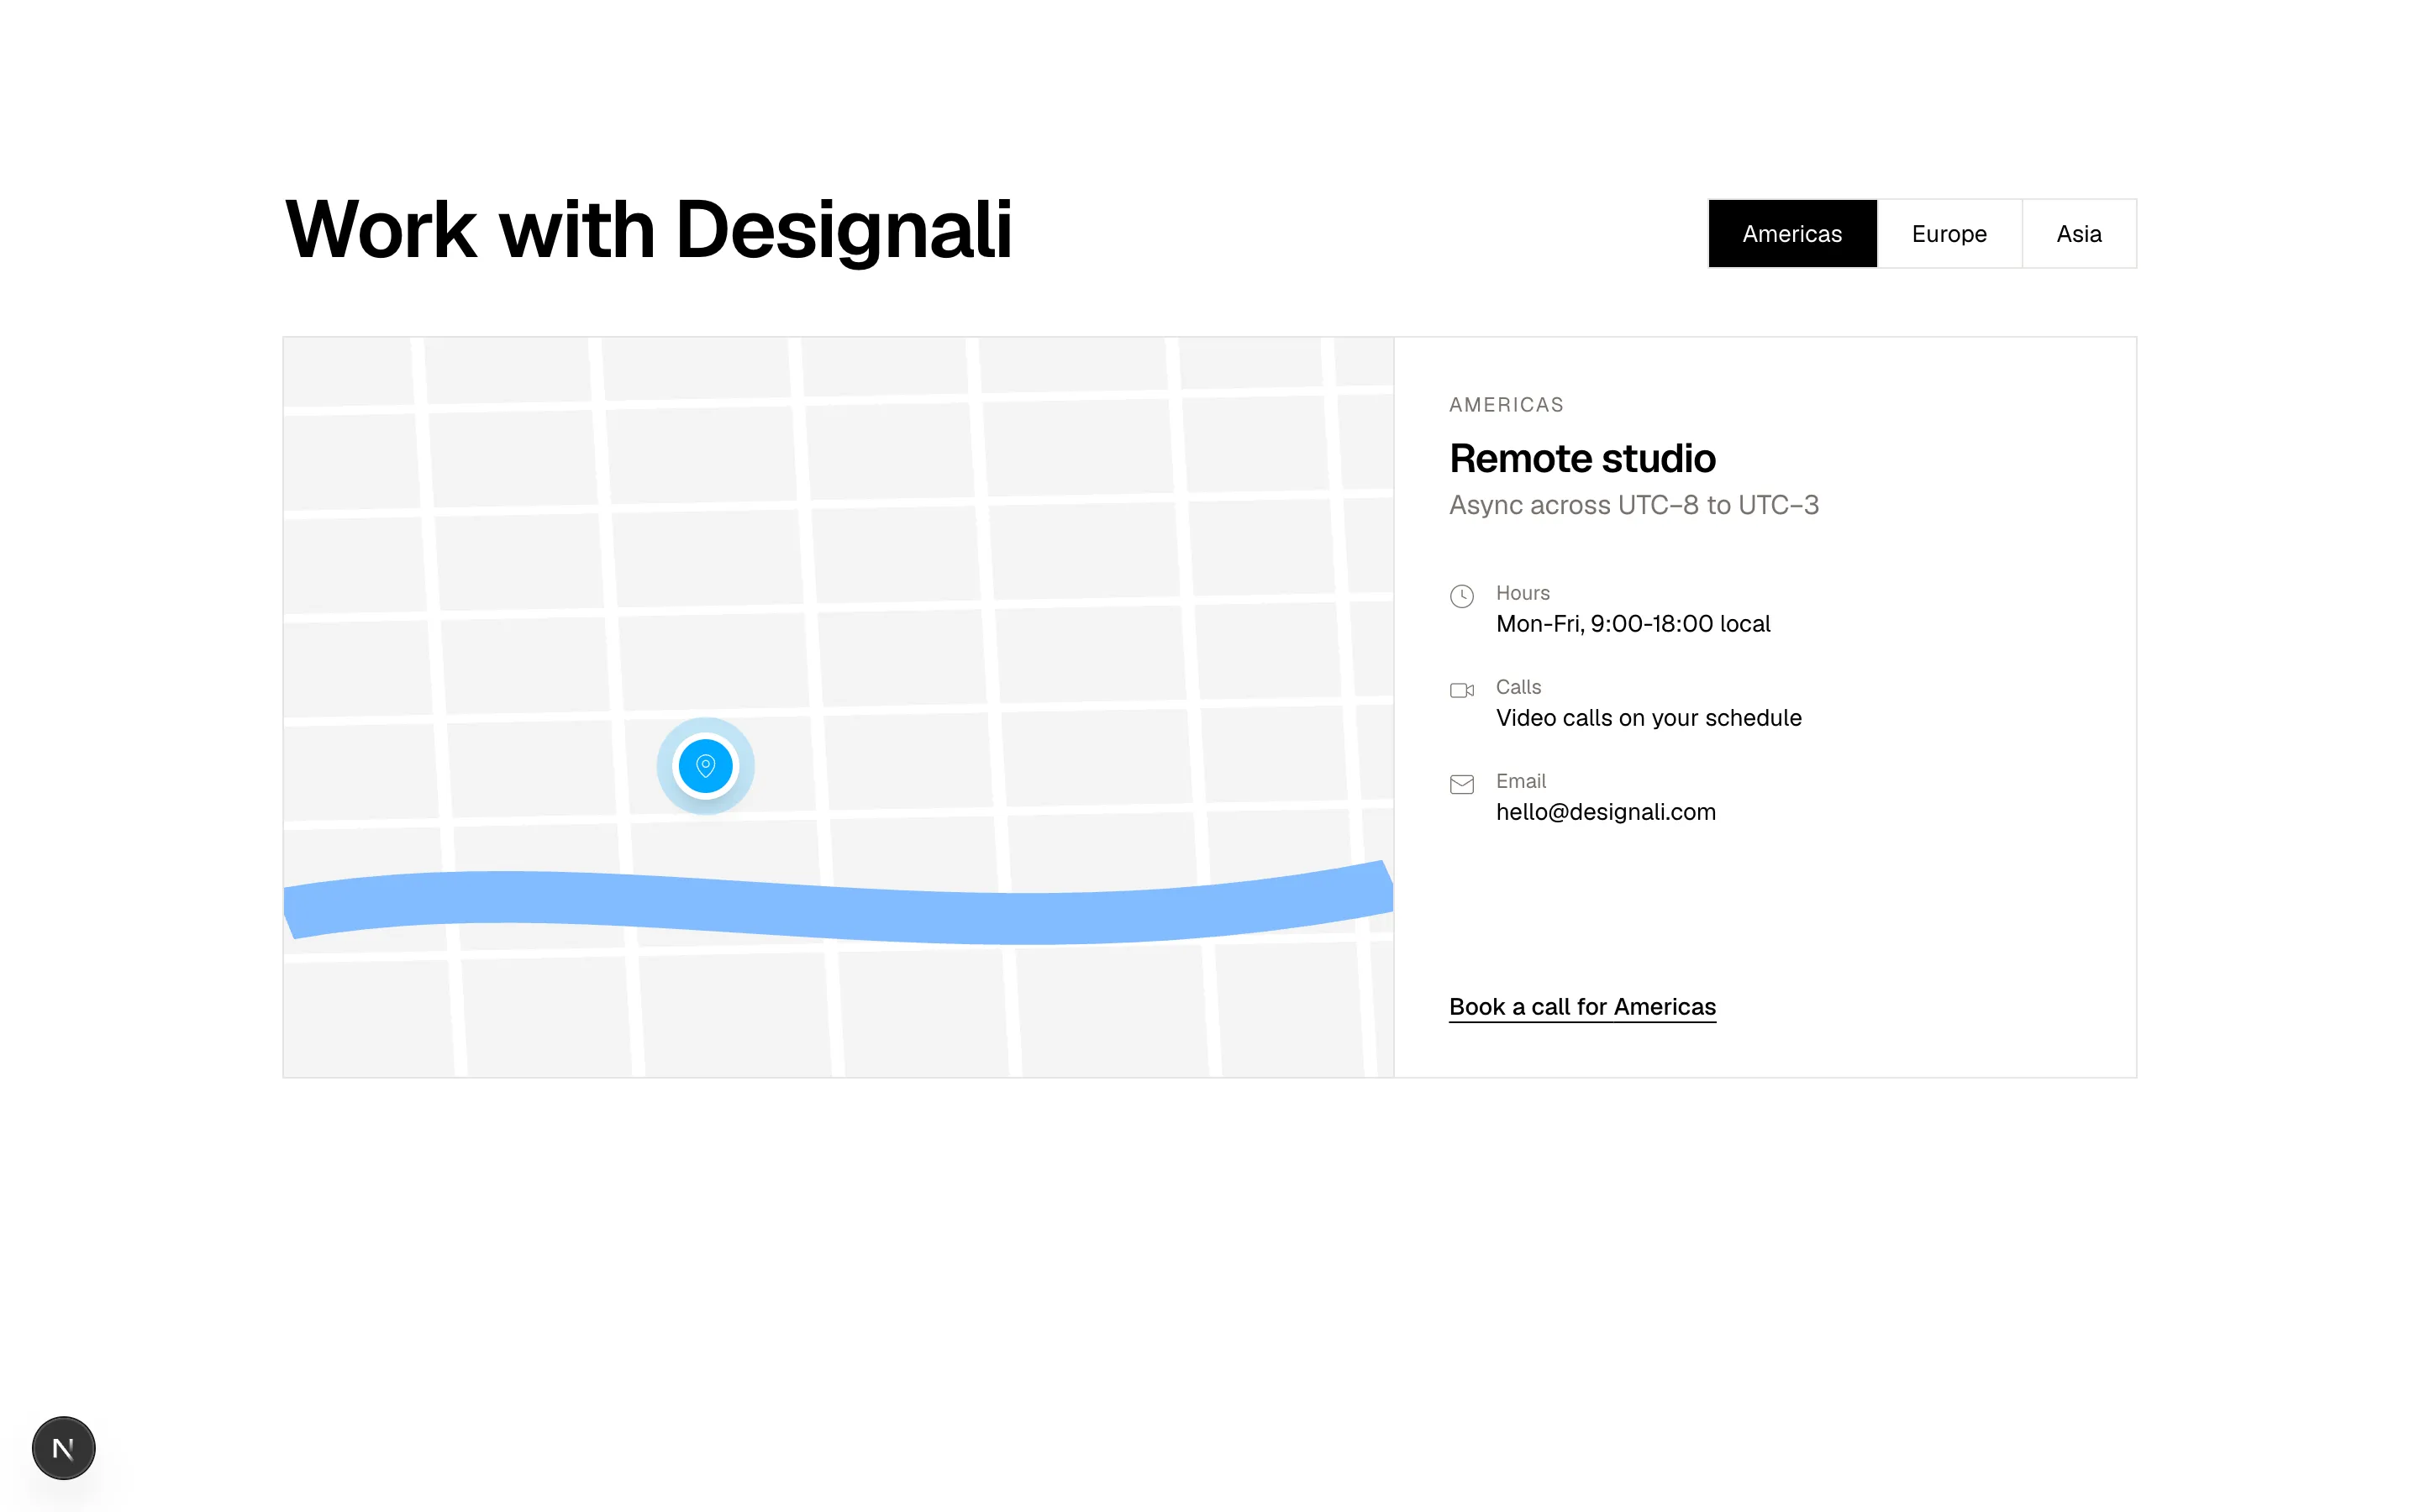 Work with Designali
Americas
Europe
Asia
AMERICAS
Remote studio
Async across UTC−8 to UTC−3
Hours
Mon-Fri, 9:00-18:00 local
Calls
Video calls on your schedule
Email
hello@designali.com
Book a call for Americas
N